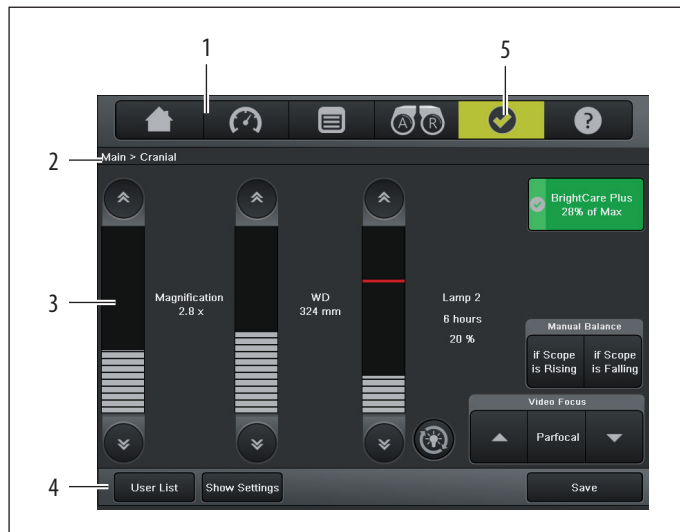 1
5
A R
?
2
Main > Cranial
BrightCare Plus
28% of Max
3
Magnification
2.8 x
WD
324 mm
Lamp 2
6 hours
20 %
Manual Balance
if Scope
is Rising
if Scope
is Falling
Video Focus
Parfocal
4
User List
Show Settings
Save